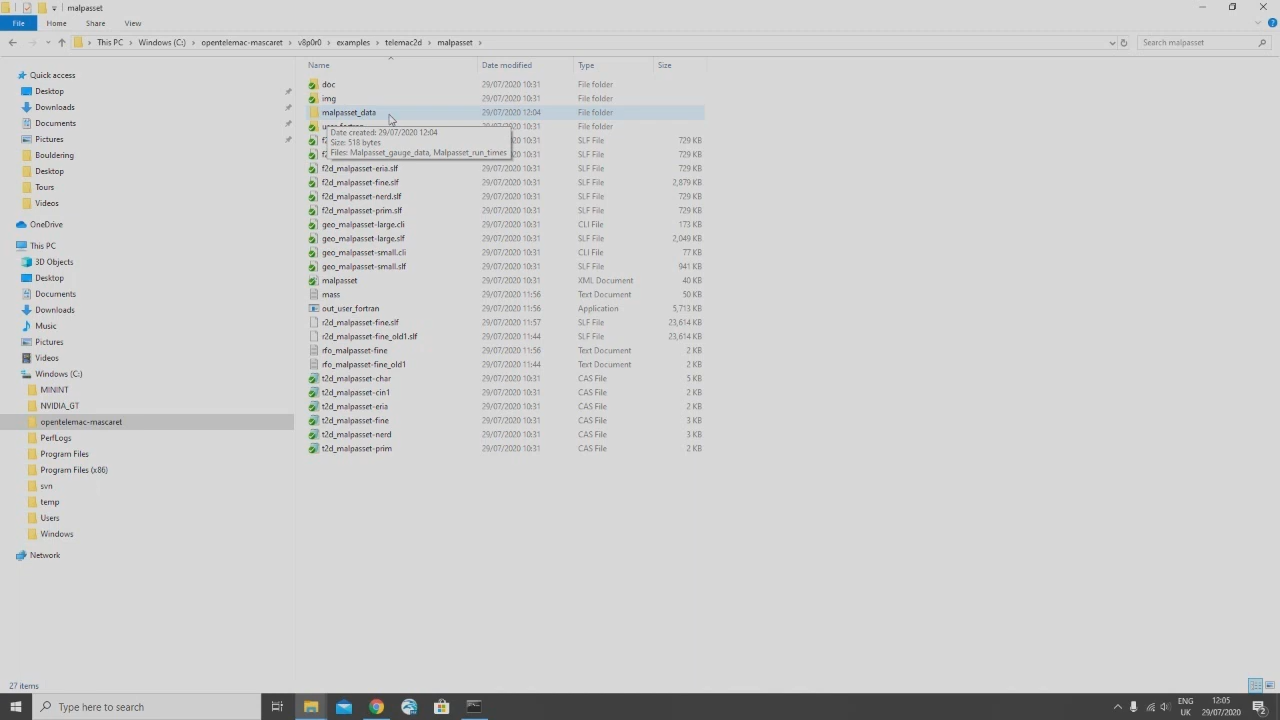 malpasset
File Home Share View
This PC Windows (C:) opentelemac-mascaret v8p0r0 examples telemac2d malpasset Search malpasset
Name Date modified Type Size
Quick access
Desktop
Downloads
Documents
Pictures
Bouldering
Desktop
Tours
Videos
OneDrive
This PC
3D Objects
Desktop
Documents
Downloads
Music
Pictures
Videos
Windows (C:)
MININT
NVIDIA_GT
opentelemac-mascaret
PerfLogs
Program Files
Program Files (x86)
svn
temp
Users
Windows
Network
doc 29/07/2020 10:31 File folder
img 29/07/2020 10:31 File folder
malpasset_data 29/07/2020 12:04 File folder
29/07/2020 10:31 File folder
Date created: 29/07/2020 12:04
Size: 518 bytes
Files: Malpasset_gauge_data, Malpasset_run_times
29/07/2020 10:31 SLF File 729 KB
29/07/2020 10:31 SLF File 729 KB
f2d_malpasset-eria.slf 29/07/2020 10:31 SLF File 729 KB
f2d_malpasset-fine.slf 29/07/2020 10:31 SLF File 2,879 KB
f2d_malpasset-nerd.slf 29/07/2020 10:31 SLF File 729 KB
f2d_malpasset-prim.slf 29/07/2020 10:31 SLF File 729 KB
geo_malpasset-large.cli 29/07/2020 10:31 CLI File 173 KB
geo_malpasset-large.slf 29/07/2020 10:31 SLF File 2,049 KB
geo_malpasset-small.cli 29/07/2020 10:31 CLI File 77 KB
geo_malpasset-small.slf 29/07/2020 10:31 SLF File 941 KB
malpasset 29/07/2020 10:31 XML Document 40 KB
mass 29/07/2020 11:56 Text Document 50 KB
out_user_fortran 29/07/2020 11:56 Application 5,713 KB
r2d_malpasset-fine.slf 29/07/2020 11:57 SLF File 23,614 KB
r2d_malpasset-fine_old1.slf 29/07/2020 11:44 SLF File 23,614 KB
rfo_malpasset-fine 29/07/2020 11:56 Text Document 2 KB
rfo_malpasset-fine_old1 29/07/2020 11:44 Text Document 2 KB
t2d_malpasset-char 29/07/2020 10:31 CAS File 5 KB
t2d_malpasset-cin1 29/07/2020 10:31 CAS File 2 KB
t2d_malpasset-eria 29/07/2020 10:31 CAS File 2 KB
t2d_malpasset-fine 29/07/2020 10:31 CAS File 3 KB
t2d_malpasset-nerd 29/07/2020 10:31 CAS File 3 KB
t2d_malpasset-prim 29/07/2020 10:31 CAS File 2 KB
27 items
Type here to search
ENG 12:05
UK 29/07/2020